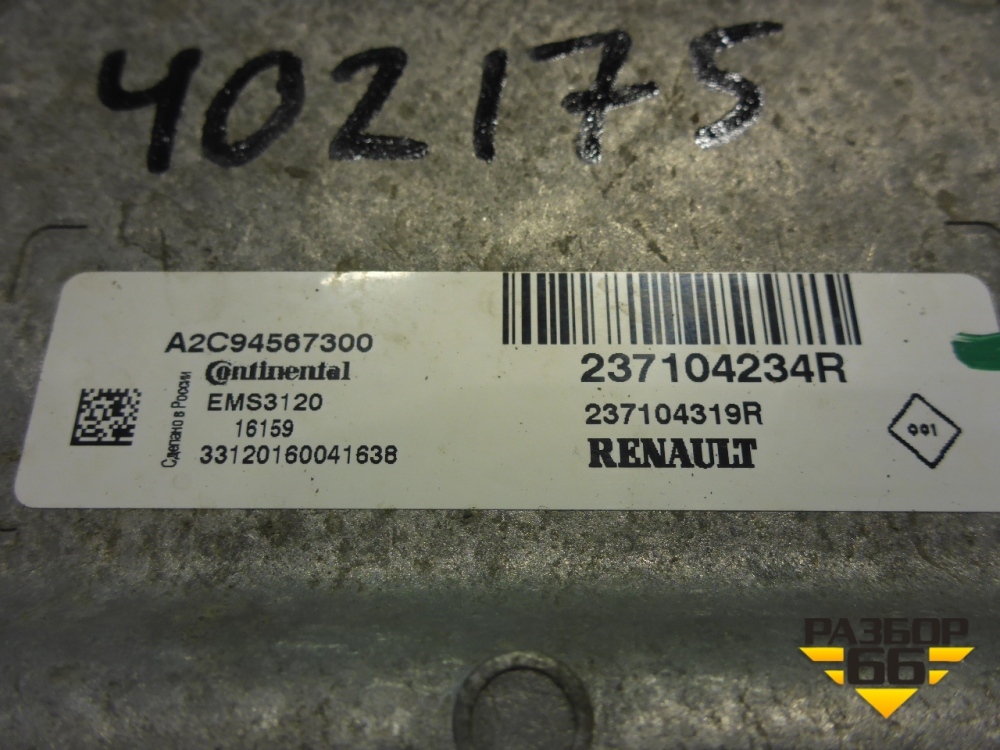 402175
A2C94567300
Continental
EMS3120
16159
33120160041638
Сделано в России
237104234R
237104319R
RENAULT
001
РАЗБОР
66